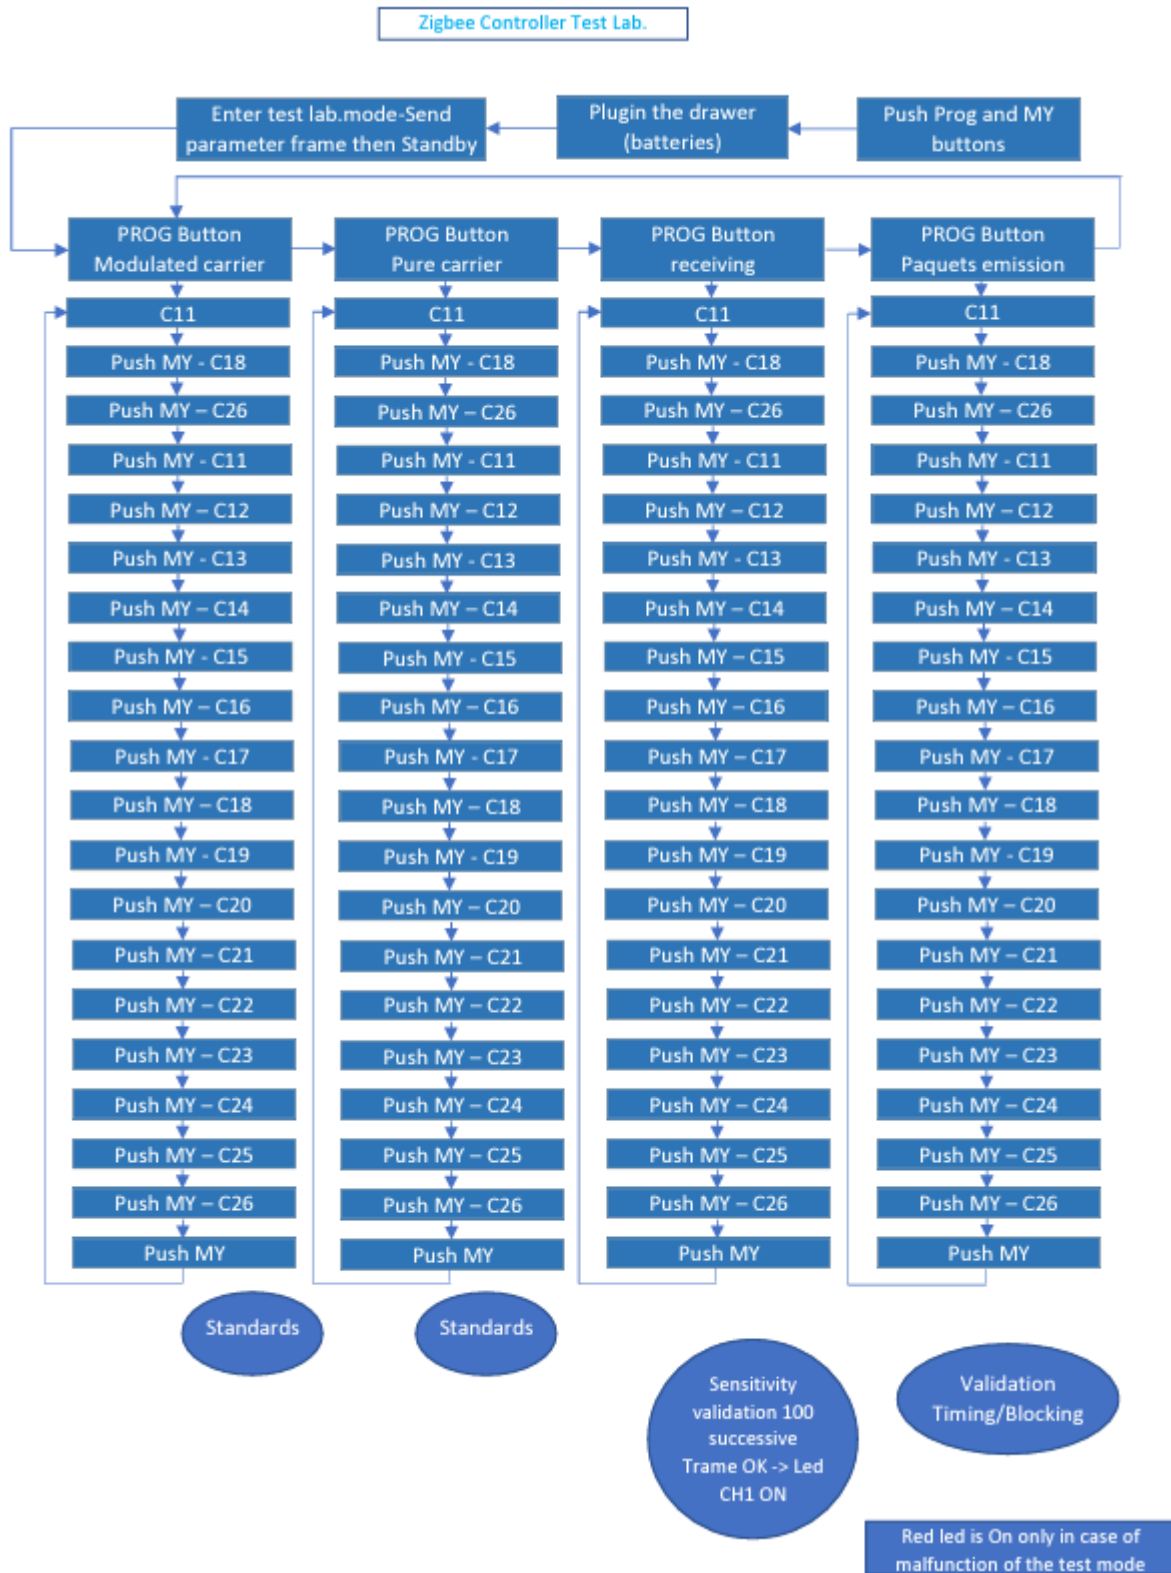 Zigbee Controller Test Lab.
Enter test lab.mode-Send
parameter frame then Standby
Plugin the drawer
(batteries)
Push Prog and MY
buttons
PROG Button
Modulated carrier
C11
Push MY - C18
Push MY – C26
Push MY - C11
Push MY – C12
Push MY - C13
Push MY – C14
Push MY - C15
Push MY – C16
Push MY - C17
Push MY – C18
Push MY - C19
Push MY – C20
Push MY – C21
Push MY – C22
Push MY – C23
Push MY – C24
Push MY – C25
Push MY – C26
Push MY
Standards
PROG Button
Pure carrier
C11
Push MY - C18
Push MY – C26
Push MY - C11
Push MY – C12
Push MY - C13
Push MY – C14
Push MY - C15
Push MY – C16
Push MY - C17
Push MY – C18
Push MY - C19
Push MY – C20
Push MY – C21
Push MY – C22
Push MY – C23
Push MY – C24
Push MY – C25
Push MY – C26
Push MY
Standards
PROG Button
receiving
C11
Push MY - C18
Push MY – C26
Push MY - C11
Push MY – C12
Push MY - C13
Push MY – C14
Push MY – C15
Push MY – C16
Push MY – C17
Push MY – C18
Push MY – C19
Push MY – C20
Push MY – C21
Push MY – C22
Push MY – C23
Push MY – C24
Push MY – C25
Push MY – C26
Push MY
Sensitivity
validation 100
successive
Trame OK -> Led
CH1 ON
PROG Button
Paquets emission
C11
Push MY - C18
Push MY – C26
Push MY - C11
Push MY – C12
Push MY - C13
Push MY – C14
Push MY - C15
Push MY – C16
Push MY - C17
Push MY – C18
Push MY - C19
Push MY – C20
Push MY – C21
Push MY – C22
Push MY – C23
Push MY – C24
Push MY – C25
Push MY – C26
Push MY
Validation
Timing/Blocking
Red led is On only in case of
malfunction of the test mode